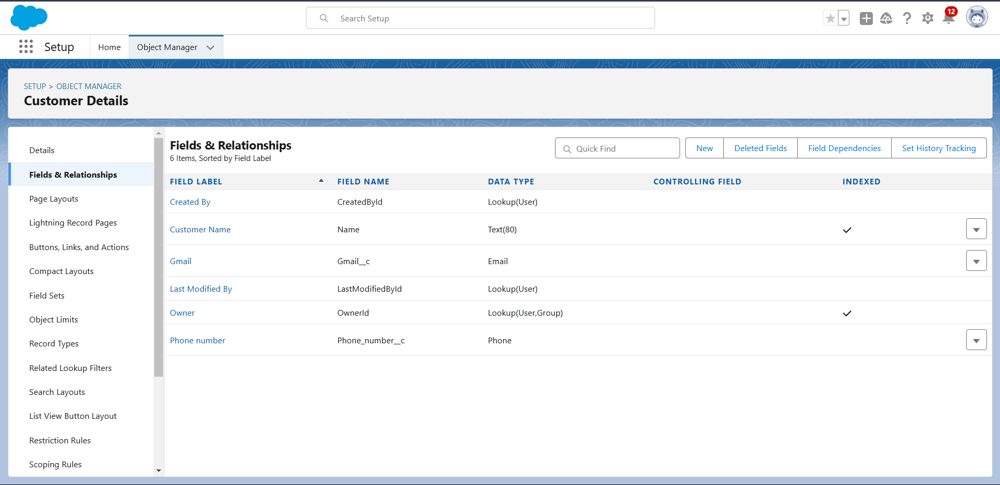 Search Setup
12
Setup
Home
Object Manager
SETUP > OBJECT MANAGER
Customer Details
Details
Fields & Relationships
Page Layouts
Lightning Record Pages
Buttons, Links, and Actions
Compact Layouts
Field Sets
Object Limits
Record Types
Related Lookup Filters
Search Layouts
List View Button Layout
Restriction Rules
Scoping Rules
Fields & Relationships
6 Items, Sorted by Field Label
Quick Find
New
Deleted Fields
Field Dependencies
Set History Tracking
FIELD LABEL FIELD NAME DATA TYPE CONTROLLING FIELD INDEXED
Created By CreatedById Lookup(User)
Customer Name Name Text(80)
Gmail Gmail__c Email
Last Modified By LastModifiedById Lookup(User)
Owner OwnerId Lookup(User,Group)
Phone number Phone_number__c Phone